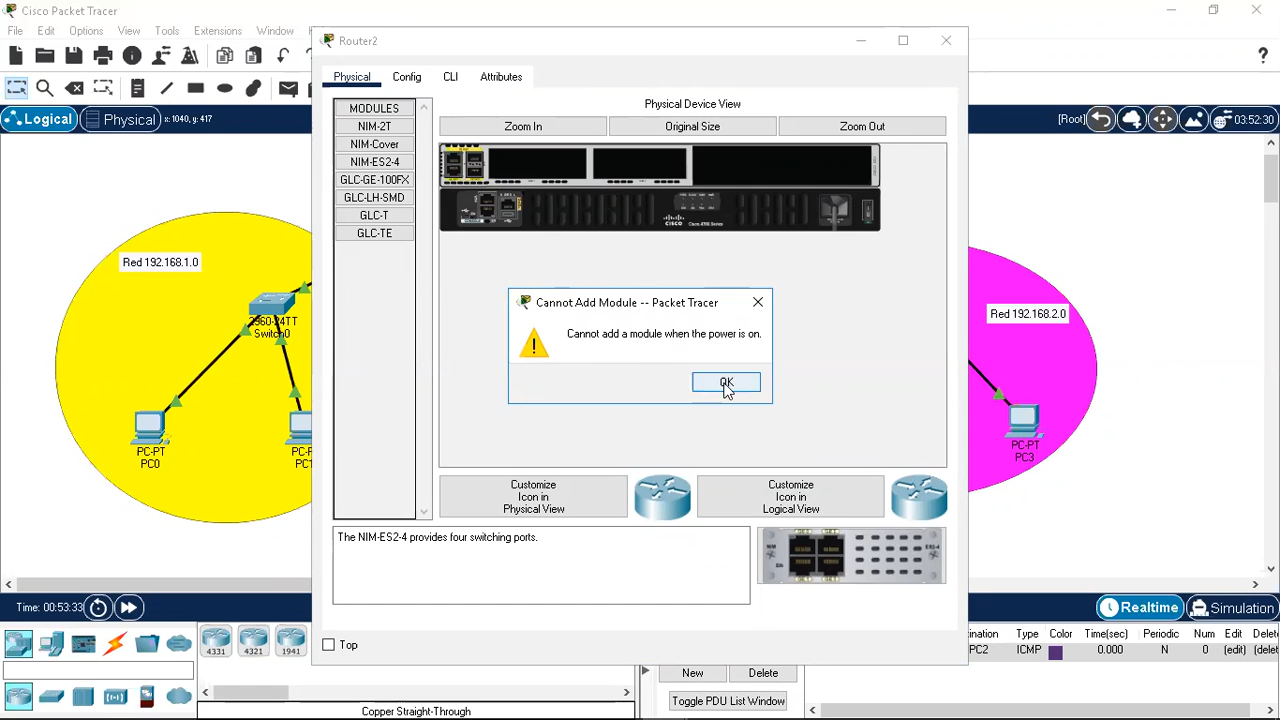 Cisco Packet Tracer
File Edit Options View Tools Extensions Window
Router2
Physical Config CLI Attributes
Logical Physical x: 1040, y: 417
[Root] 03:52:30
MODULES
NIM-2T
NIM-Cover
NIM-ES2-4
GLC-GE-100FX
GLC-LH-SMD
GLC-T
GLC-TE
Physical Device View
Zoom In Original Size Zoom Out
CISCO
Red 192.168.1.0
2960-24TT
Switch0
PC-PT
PC0
PC-PT
Red 192.168.2.0
PC-PT
PC3
Cannot Add Module -- Packet Tracer
Cannot add a module when the power is on.
OK
Customize
Icon in
Physical View
Customize
Icon in
Logical View
The NIM-ES2-4 provides four switching ports.
Top
Time: 00:53:33
Realtime Simulation
4331 4321 1941
Copper Straight-Through
New Delete
Toggle PDU List Window
ination Type Color Time(sec) Periodic Num Edit Delete
PC2 ICMP 0.000 N 0 (edit) (delet